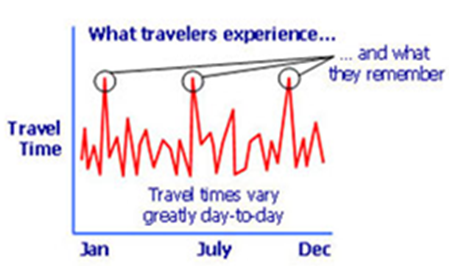 What travelers experience...
... and what
they remember
Travel
Time
Travel times vary
greatly day-to-day
Jan
July
Dec